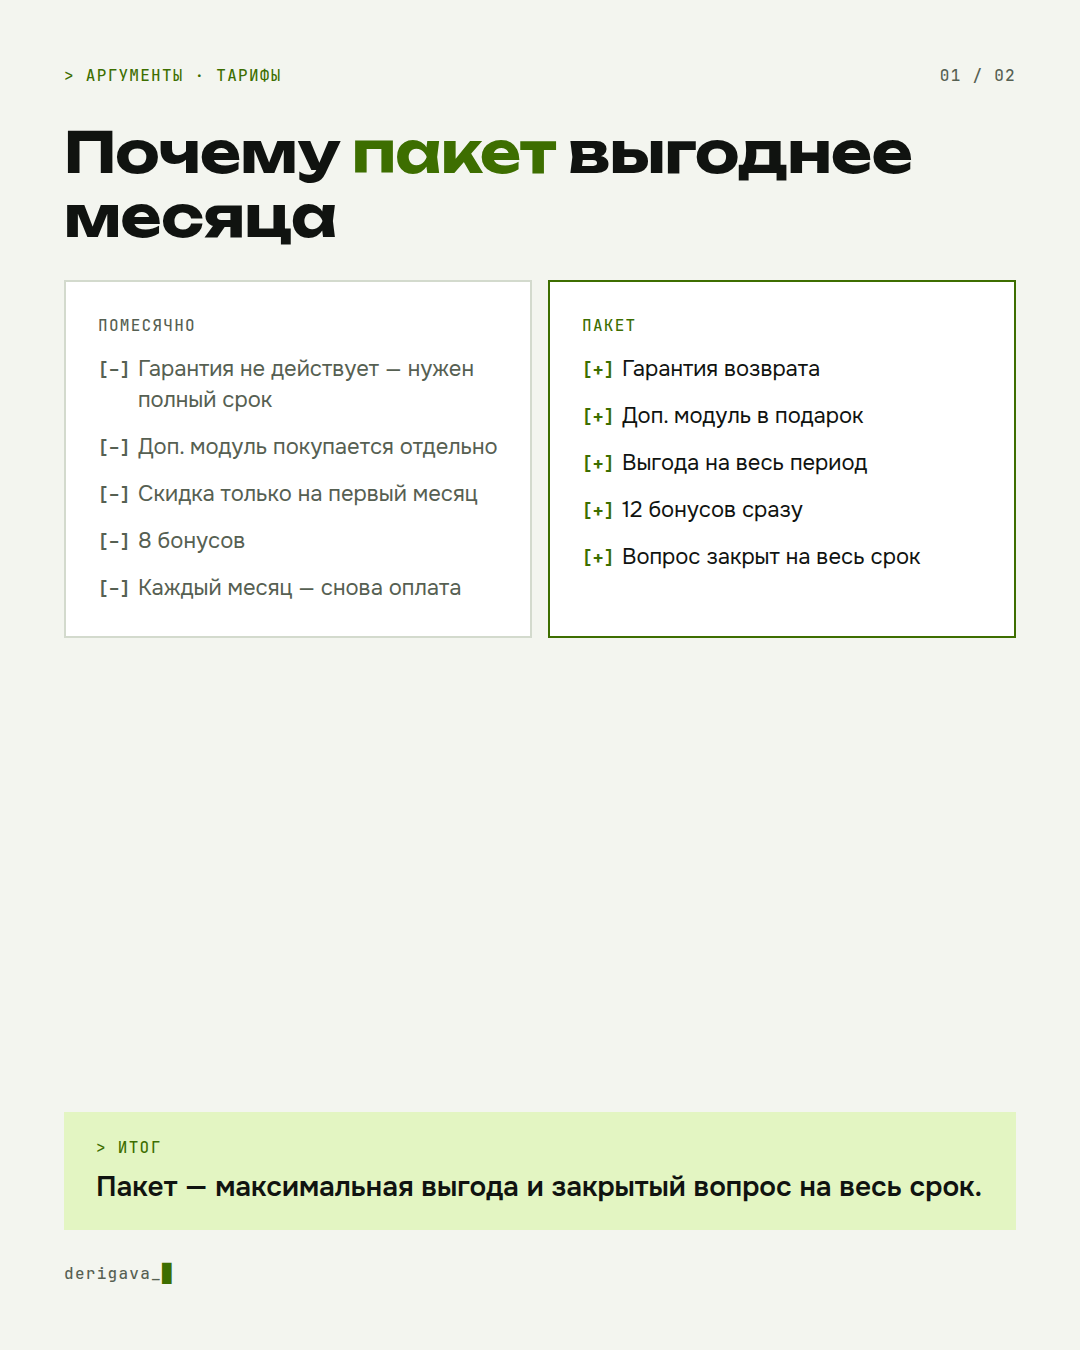 > АРГУМЕНТЫ · ТАРИФЫ
01 / 02
Почему пакет выгоднее
месяца
ПОМЕСЯЧНО
[-] Гарантия не действует — нужен
полный срок
[-] Доп. модуль покупается отдельно
[-] Скидка только на первый месяц
[-] 8 бонусов
[-] Каждый месяц — снова оплата
ПАКЕТ
[+] Гарантия возврата
[+] Доп. модуль в подарок
[+] Выгода на весь период
[+] 12 бонусов сразу
[+] Вопрос закрыт на весь срок
> ИТОГ
Пакет — максимальная выгода и закрытый вопрос на весь срок.
derigava_